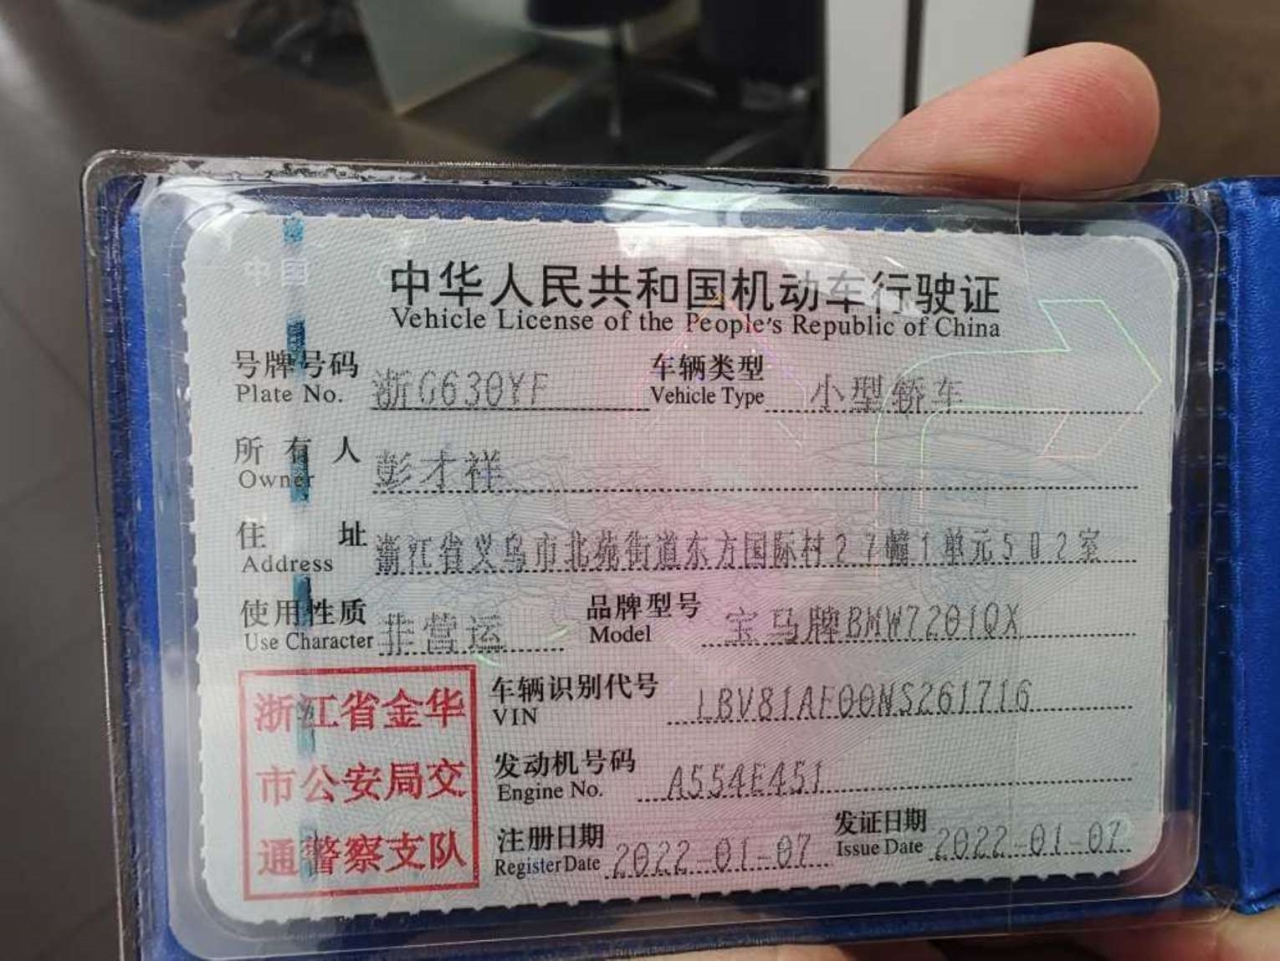 中国
中华人民共和国机动车行驶证
Vehicle License of the People's Republic of China
号牌号码 浙G630YF 车辆类型 小型轿车
Plate No. Vehicle Type
所有人 彭才祥
Owner
住址 浙江省义乌市北苑街道东方国际村27幢1单元502室
Address
使用性质 非营运 品牌型号 宝马牌BMW7201QX
Use Character Model
浙江省金华
市公安局交
通警察支队
车辆识别代号 LBV81AF00NS261716
VIN
发动机号码 A554E451
Engine No.
注册日期 2022-01-07 发证日期 2022-01-07
Register Date Issue Date